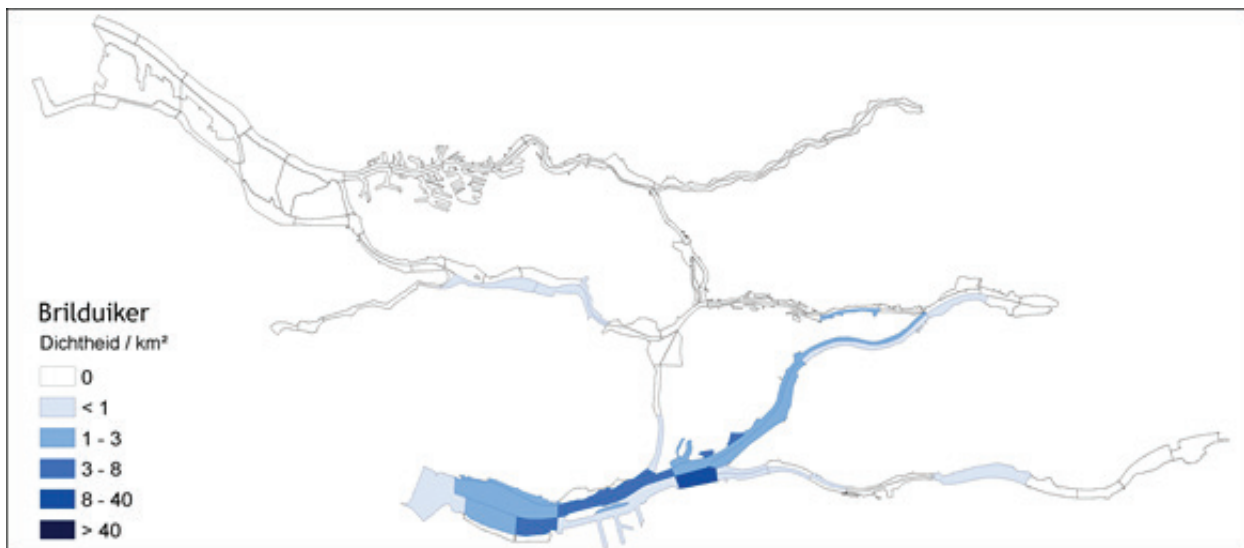 Brilduiker
Dichtheid / km²
0
< 1
1 - 3
3 - 8
8 - 40
> 40